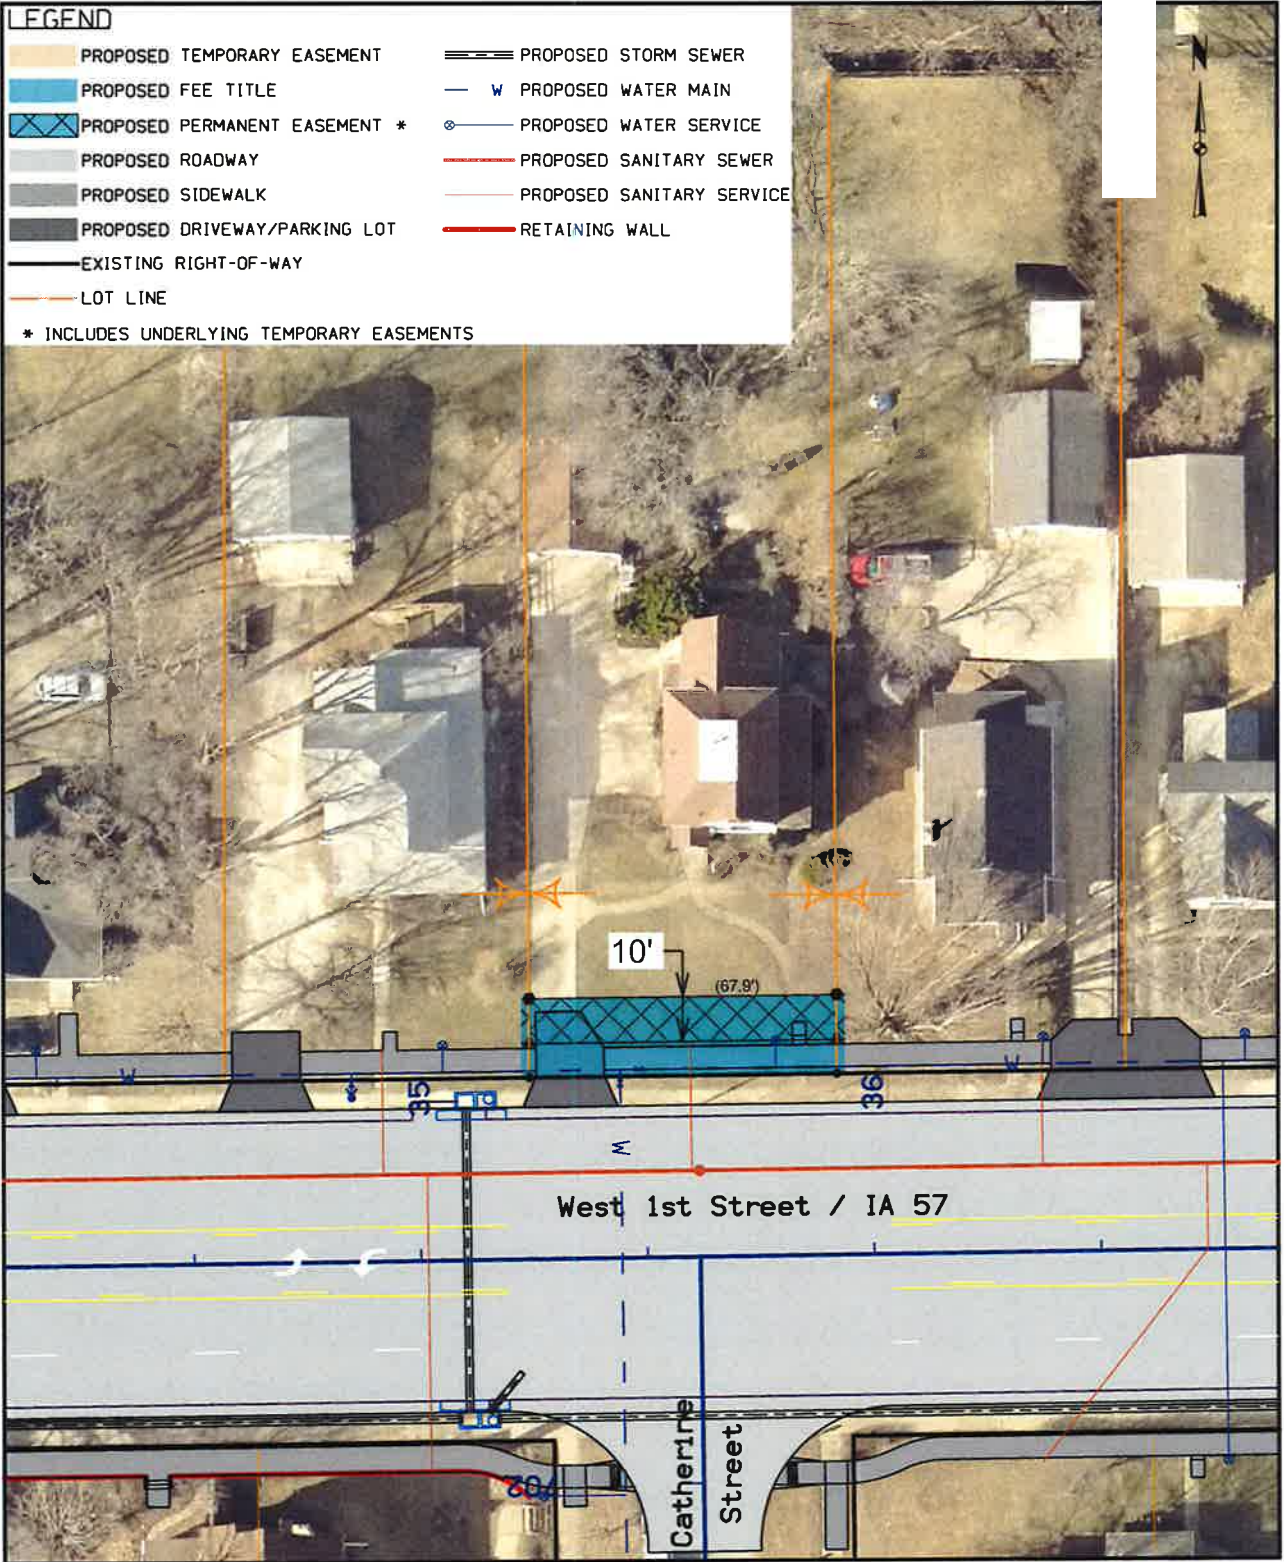 LEGEND
PROPOSED TEMPORARY EASEMENT
PROPOSED FEE TITLE
PROPOSED PERMANENT EASEMENT *
PROPOSED ROADWAY
PROPOSED SIDEWALK
PROPOSED DRIVEWAY/PARKING LOT
EXISTING RIGHT-OF-WAY
LOT LINE
* INCLUDES UNDERLYING TEMPORARY EASEMENTS
PROPOSED STORM SEWER
W PROPOSED WATER MAIN
PROPOSED WATER SERVICE
PROPOSED SANITARY SEWER
PROPOSED SANITARY SERVICE
RETAINING WALL
N
10'
(67.9')
W
W
35
36
W
West 1st Street / IA 57
702
Catherine
Street